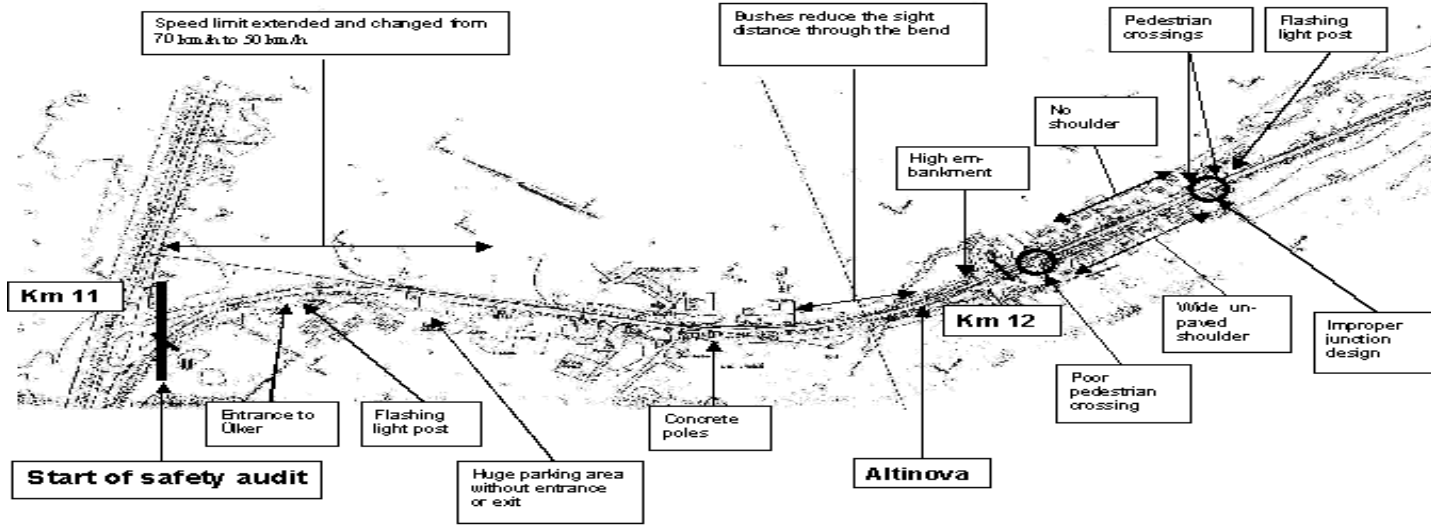 Speed limit extended and changed from
70 km/h to 50 km/h
Bushes reduce the sight
distance through the bend
Pedestrian
crossings
Flashing
light post
No
shoulder
High em-
bankment
Km 11
Km 12
Wide un-
paved
shoulder
Improper
junction
design
Poor
pedestrian
crossing
Entrance to
Ülker
Flashing
light post
Concrete
poles
Start of safety audit
Huge parking area
without entrance
or exit
Altinova